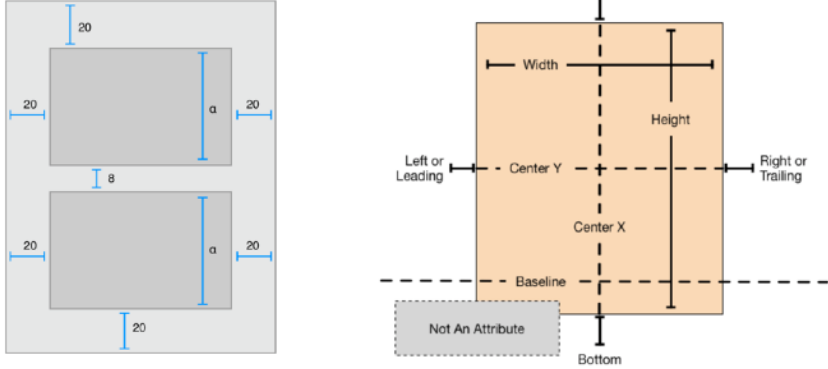 20
20
α
20
8
20
α
20
20
Width
Height
Left or
Leading
Center Y
Right or
Trailing
Center X
Baseline
Not An Attribute
Bottom